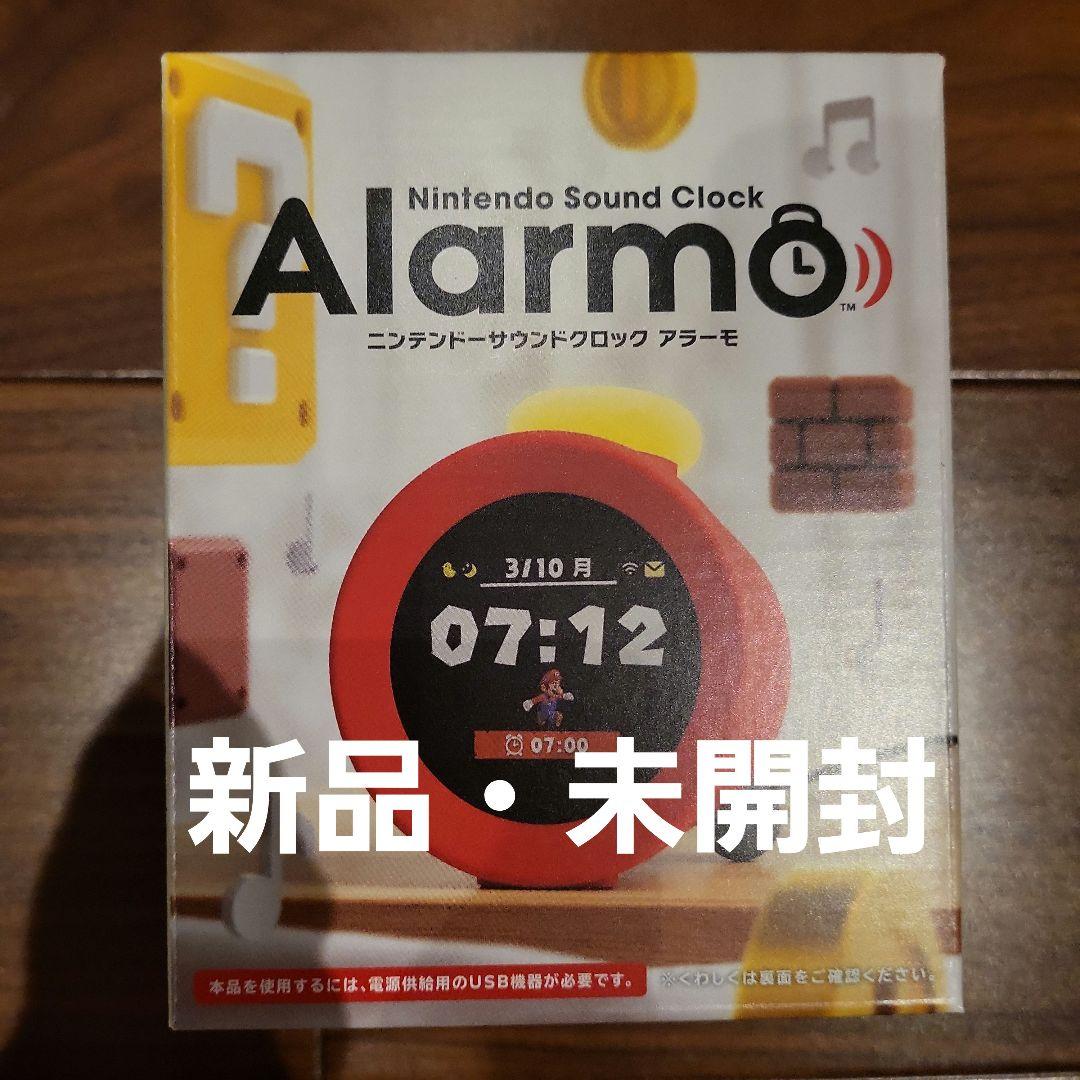 Nintendo Sound Clock
Alarmo
TM
ニンテンドーサウンドクロック アラーモ
3/10 月
07:12
07:00
新品・未開封
本品を使用するには、電源供給用のUSB機器が必要です。
※くわしくは裏面をご確認ください。